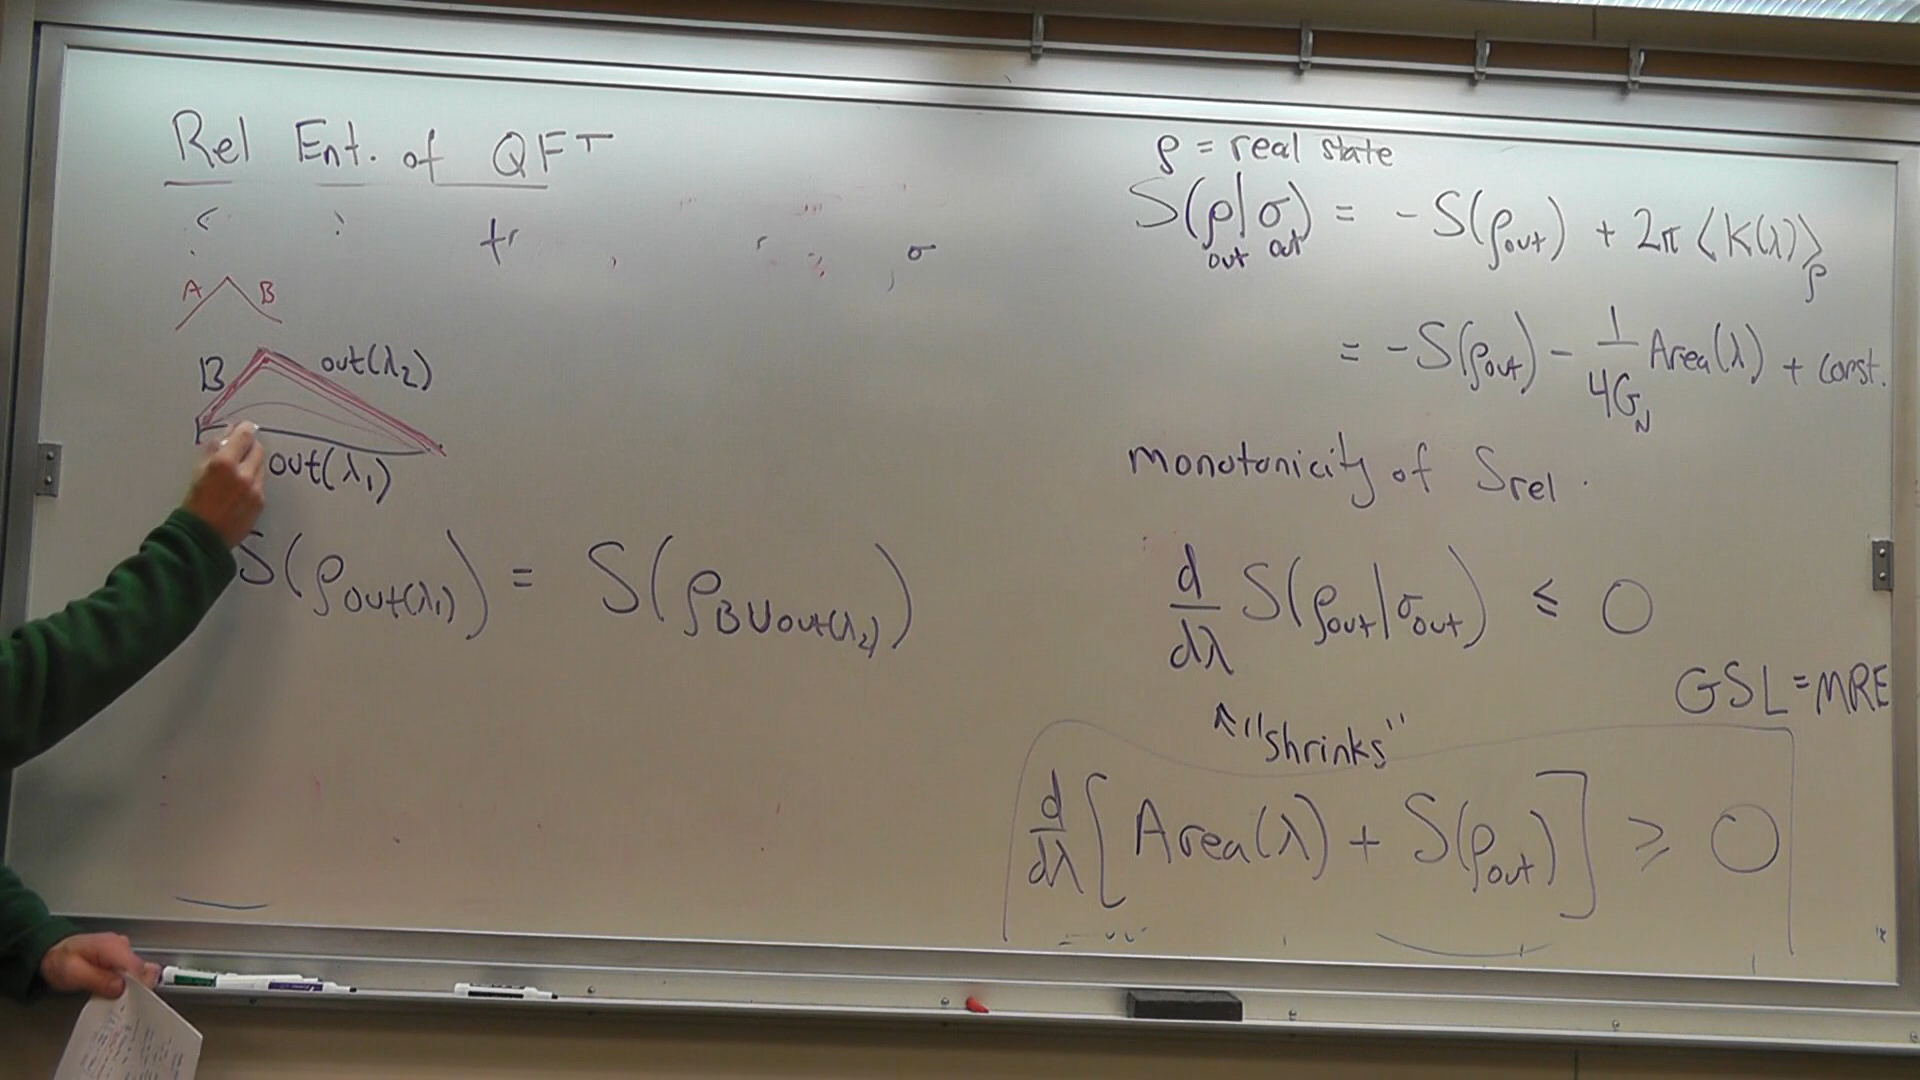 Rel Ent. of QFT
tr σ
A B
B out(λ₂)
out(λ₁)
S(ρ_out(λ₁)) = S(ρ_B∪out(λ₂))
ρ = real state
S(ρ_out|σ_out) = -S(ρ_out) + 2π⟨K(λ)⟩_ρ
= -S(ρ_out) - 1/4G_N Area(λ) + const.
monotonicity of S_rel.
d/dλ S(ρ_out|σ_out) ≤ 0
GSL = MRE
↑ "shrinks"
d/dλ [Area(λ) + S(ρ_out)] ≥ 0